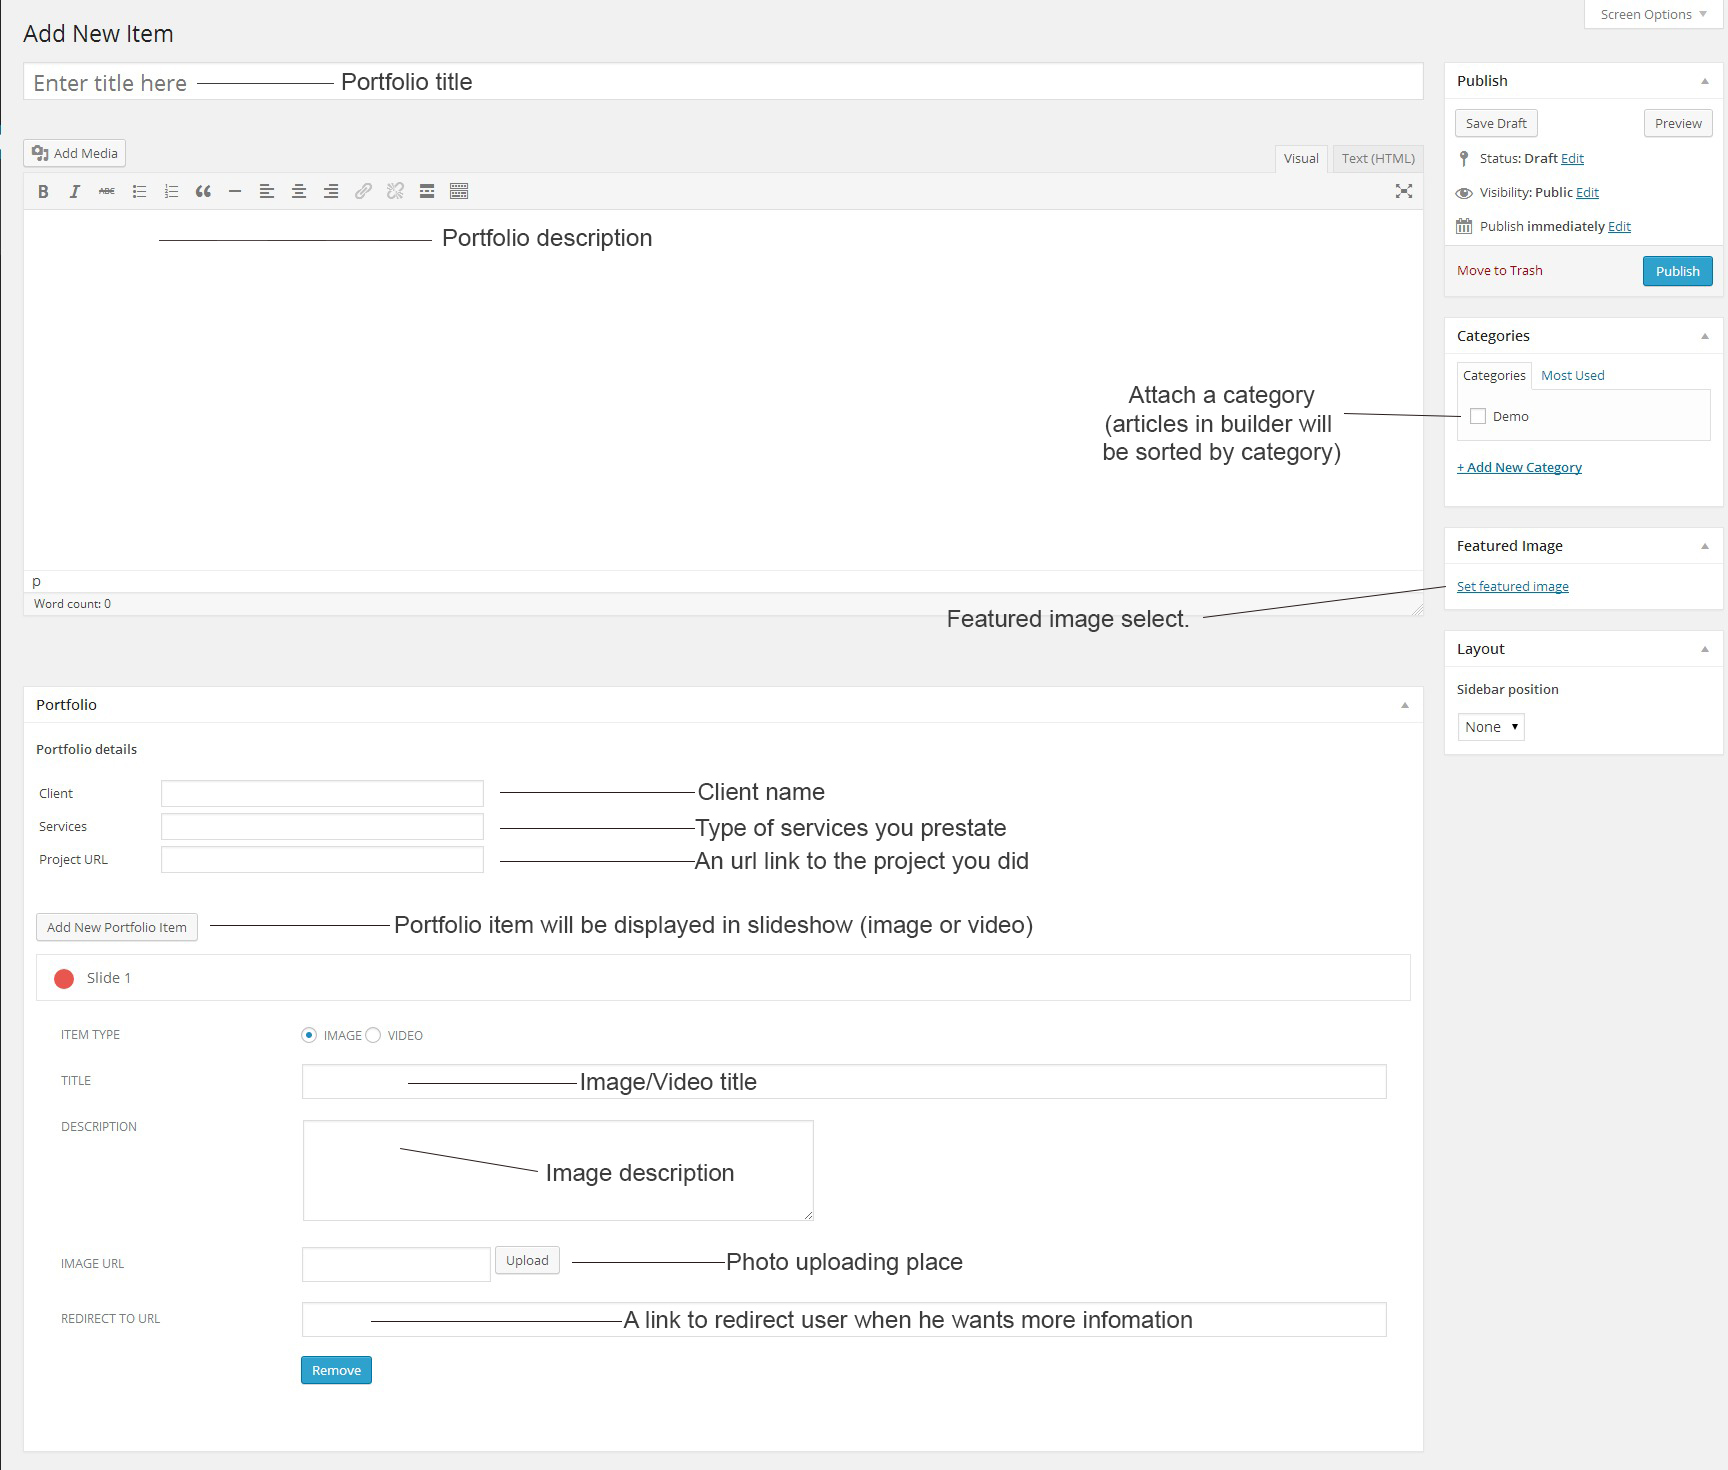 Screen Options
Add New Item
Enter title here
Portfolio title
Add Media
Visual
Text (HTML)
B I ABC
Portfolio description
Attach a category
(articles in builder will
be sorted by category)
p
Word count: 0
Featured image select.
Publish
Save Draft
Preview
Status: Draft Edit
Visibility: Public Edit
Publish immediately Edit
Move to Trash
Publish
Categories
Categories
Most Used
Demo
+ Add New Category
Featured Image
Set featured image
Layout
Sidebar position
None
Portfolio
Portfolio details
Client
Client name
Services
Type of services you prestate
Project URL
An url link to the project you did
Add New Portfolio Item
Portfolio item will be displayed in slideshow (image or video)
Slide 1
ITEM TYPE
IMAGE
VIDEO
TITLE
Image/Video title
DESCRIPTION
Image description
IMAGE URL
Upload
Photo uploading place
REDIRECT TO URL
A link to redirect user when he wants more infomation
Remove